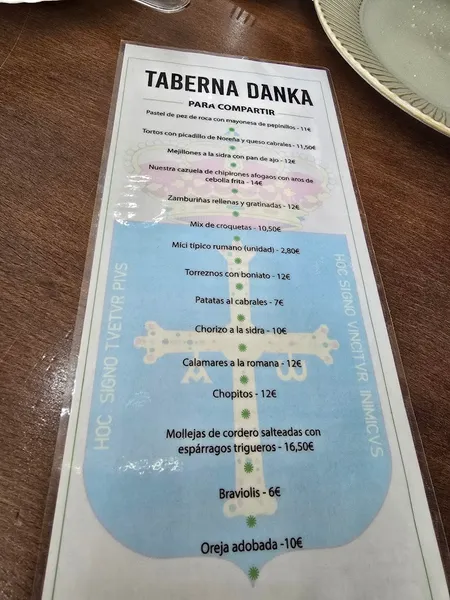 TABERNA DANKA
PARA COMPARTIR
Pastel de pez de roca con mayonesa de pepinillos - 11€
Tortos con picadillo de Noreña y queso cabrales - 11,50€
Mejillones a la sidra con pan de ajo - 12€
Nuestra cazuela de chipirones afogaos con aros de
cebolla frita - 14€
Zamburiñas rellenas y gratinadas - 12€
Mix de croquetas - 10,50€
Mici típico rumano (unidad) - 2,80€
Torreznos con boniato - 12€
Patatas al cabrales - 7€
Chorizo a la sidra - 10€
Calamares a la romana - 12€
Chopitos - 12€
Mollejas de cordero salteadas con
espárragos trigueros - 16,50€
Braviolis - 6€
Oreja adobada -10€
HOC SIGNO TVETVR PIVS
HOC SIGNO VINCITVR INIMICVS